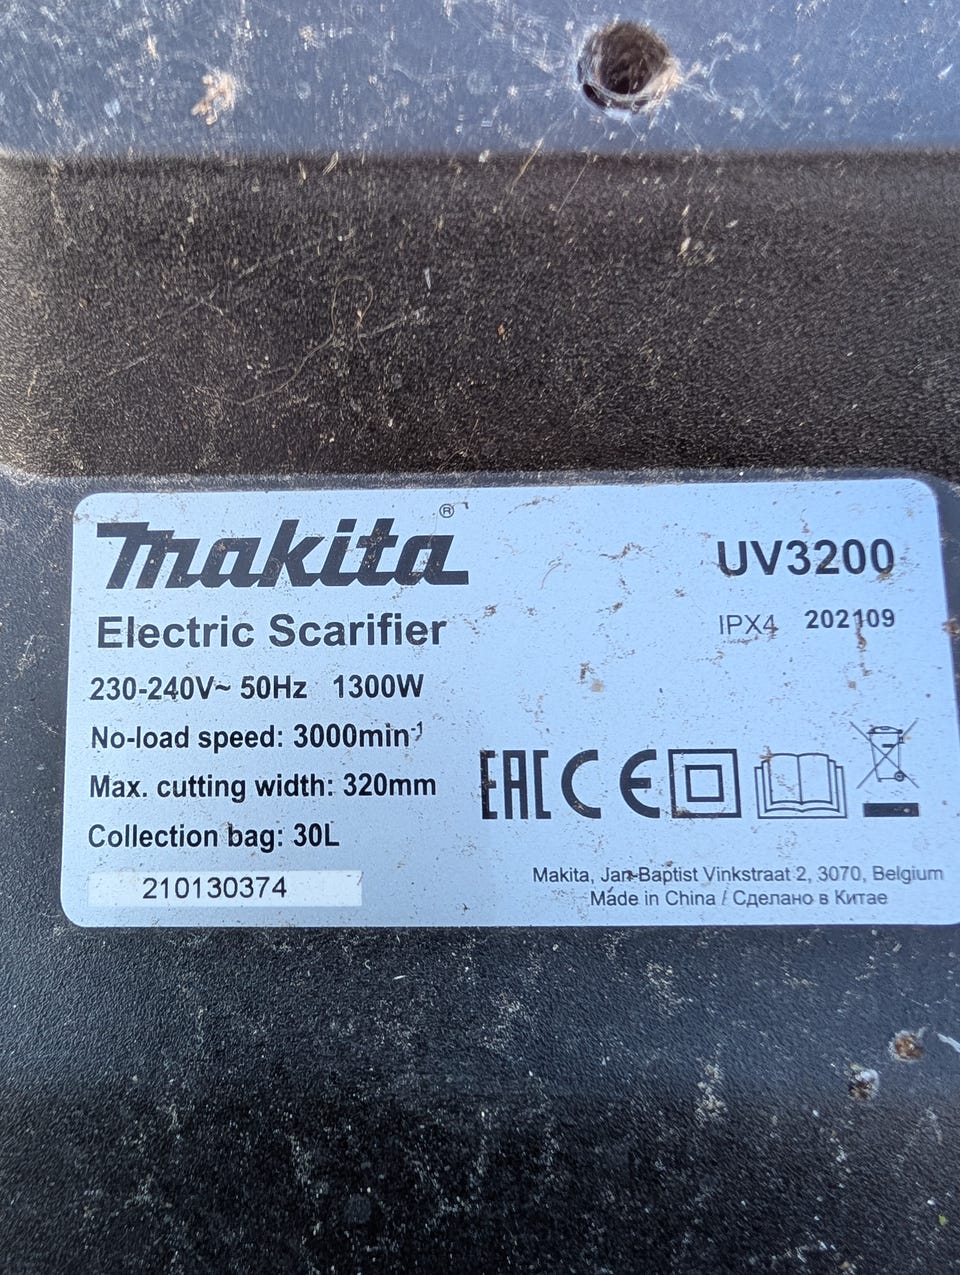 makita®
UV3200
Electric Scarifier
IPX4 202109
230-240V~ 50Hz 1300W
No-load speed: 3000min-1
Max. cutting width: 320mm
Collection bag: 30L
EAC CE
210130374
Makita, Jan-Baptist Vinkstraat 2, 3070, Belgium
Made in China / Сделано в Китае